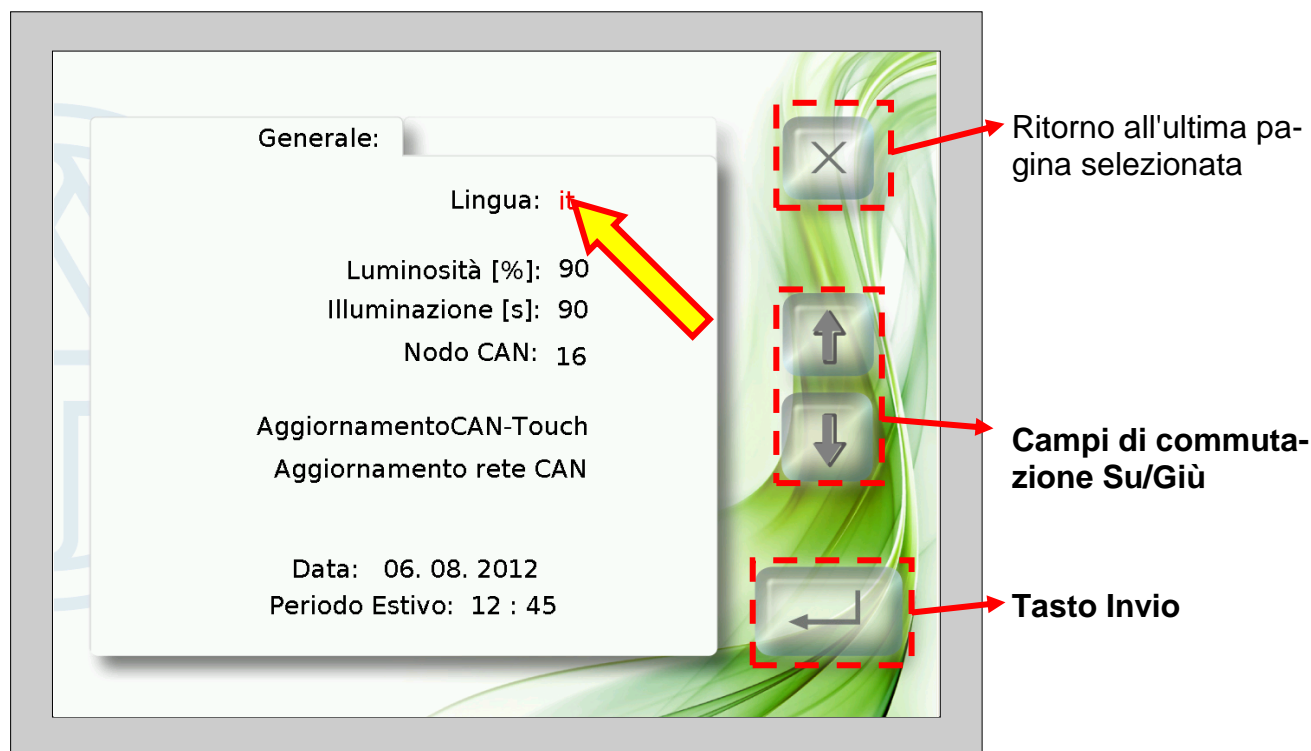 Generale:
Lingua: it
Luminosità [%]: 90
Illuminazione [s]: 90
Nodo CAN: 16
AggiornamentoCAN-Touch
Aggiornamento rete CAN
Data: 06. 08. 2012
Periodo Estivo: 12 : 45
Ritorno all'ultima pa-
gina selezionata
Campi di commuta-
zione Su/Giù
Tasto Invio